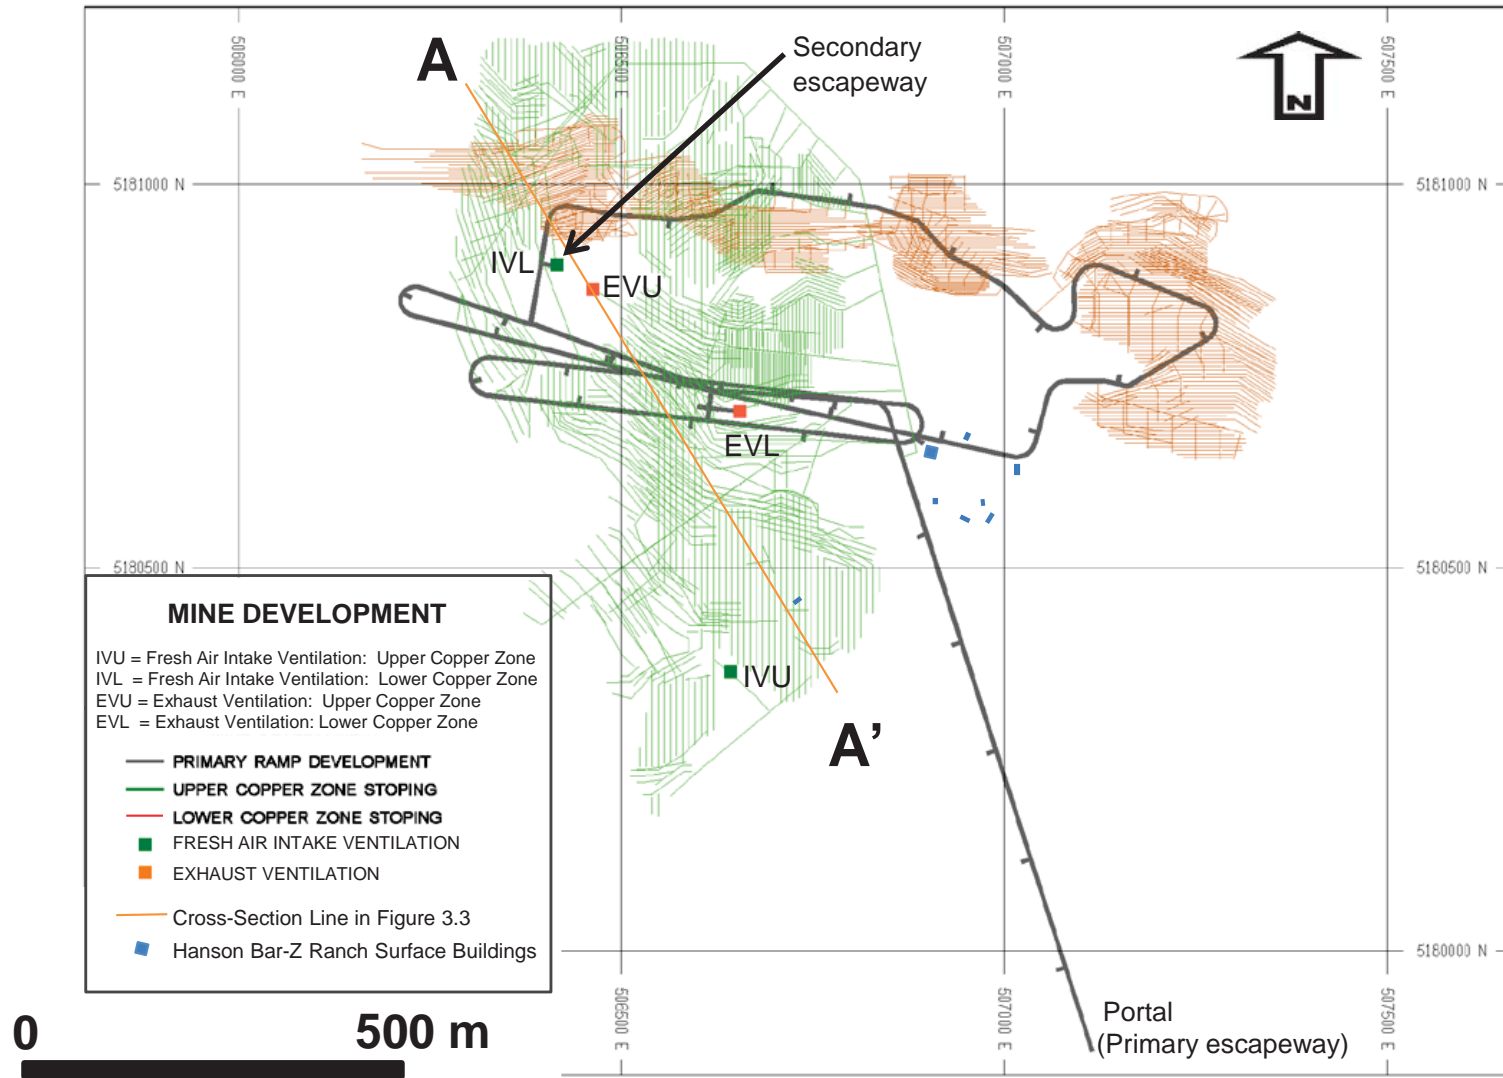 506000 E
506500 E
507000 E
507500 E
A
Secondary
escapeway
N
5181000 N
5181000 N
IVL
EVU
EVL
5180500 N
5180500 N
MINE DEVELOPMENT
IVU = Fresh Air Intake Ventilation: Upper Copper Zone
IVL = Fresh Air Intake Ventilation: Lower Copper Zone
EVU = Exhaust Ventilation: Upper Copper Zone
EVL = Exhaust Ventilation: Lower Copper Zone
PRIMARY RAMP DEVELOPMENT
UPPER COPPER ZONE STOPING
LOWER COPPER ZONE STOPING
FRESH AIR INTAKE VENTILATION
EXHAUST VENTILATION
Cross-Section Line in Figure 3.3
Hanson Bar-Z Ranch Surface Buildings
IVU
A’
5180000 N
506500 E
507000 E
507500 E
Portal
(Primary escapeway)
0
500 m